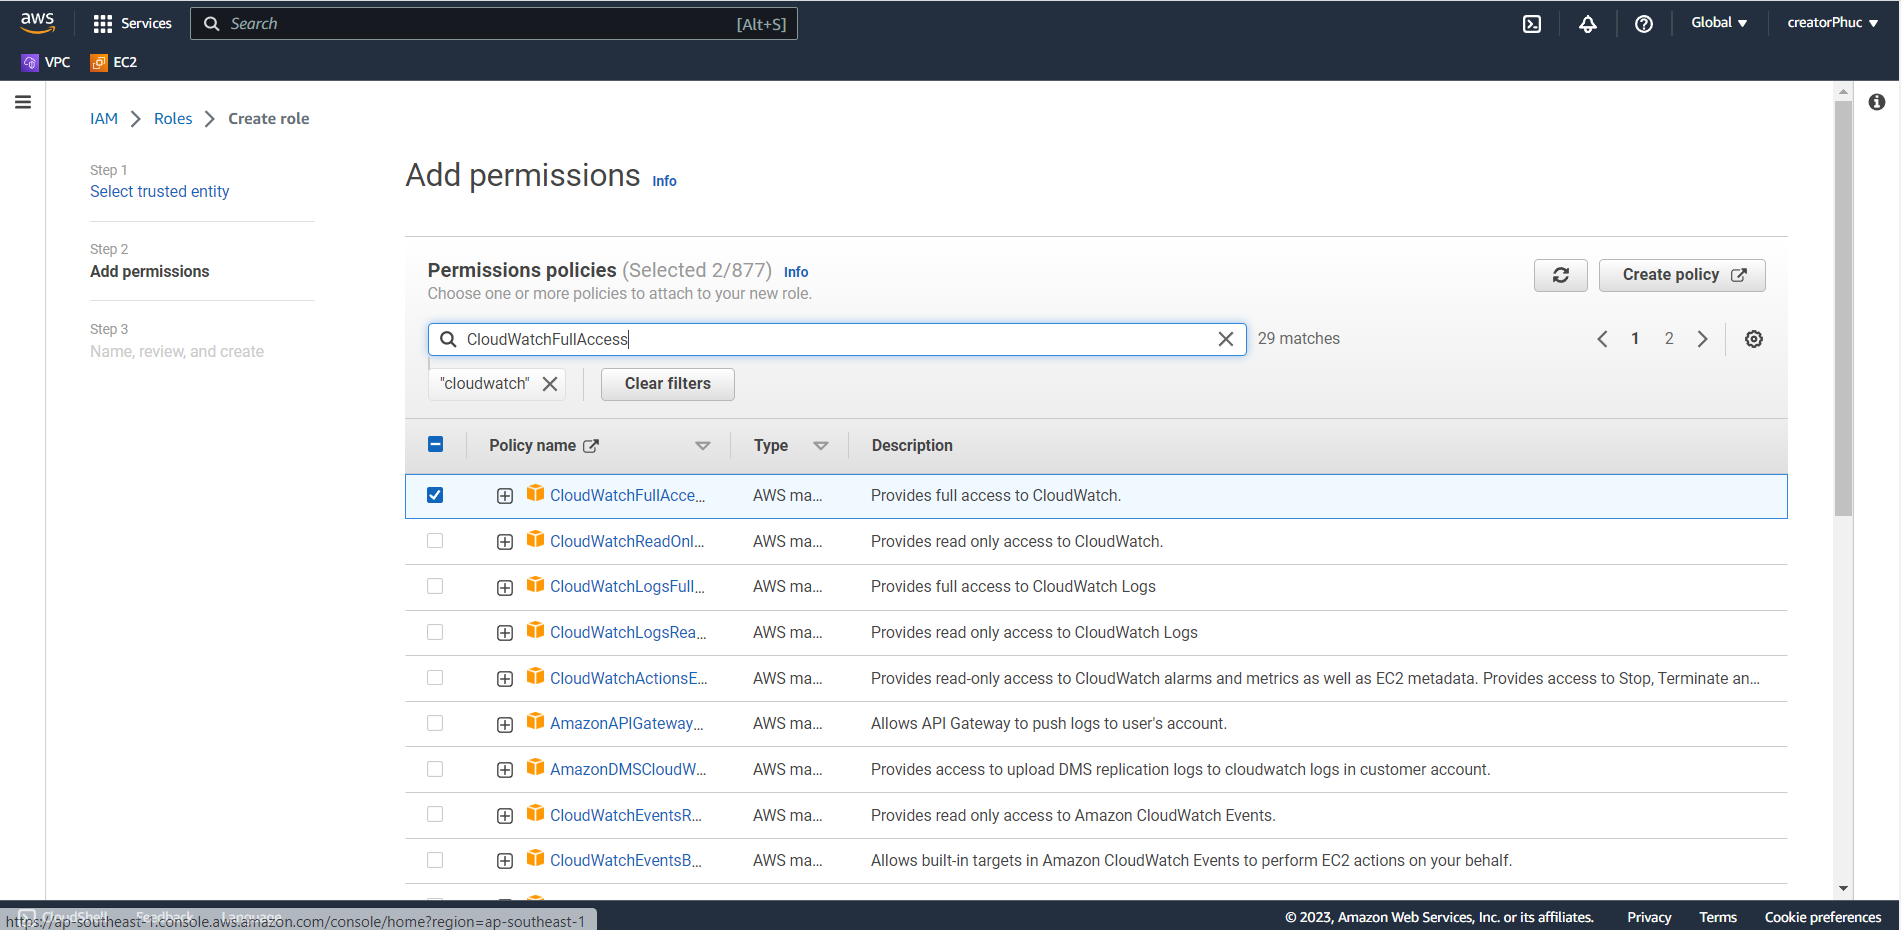 aws
Services
Search
[Alt+S]
Global
creatorPhuc
VPC
EC2
IAM
Roles
Create role
Step 1
Select trusted entity
Step 2
Add permissions
Step 3
Name, review, and create
Add permissions Info
Permissions policies (Selected 2/877) Info
Choose one or more policies to attach to your new role.
Create policy
CloudWatchFullAccess
29 matches
1 2
"cloudwatch"
Clear filters
Policy name Type Description
CloudWatchFullAcce... AWS ma... Provides full access to CloudWatch.
CloudWatchReadOnl... AWS ma... Provides read only access to CloudWatch.
CloudWatchLogsFull... AWS ma... Provides full access to CloudWatch Logs
CloudWatchLogsRea... AWS ma... Provides read only access to CloudWatch Logs
CloudWatchActionsE... AWS ma... Provides read-only access to CloudWatch alarms and metrics as well as EC2 metadata. Provides access to Stop, Terminate an...
AmazonAPIGateway... AWS ma... Allows API Gateway to push logs to user's account.
AmazonDMSCloudW... AWS ma... Provides access to upload DMS replication logs to cloudwatch logs in customer account.
CloudWatchEventsR... AWS ma... Provides read only access to Amazon CloudWatch Events.
CloudWatchEventsB... AWS ma... Allows built-in targets in Amazon CloudWatch Events to perform EC2 actions on your behalf.
CloudShell Feedback Language
https://ap-southeast-1.console.aws.amazon.com/console/home?region=ap-southeast-1
© 2023, Amazon Web Services, Inc. or its affiliates. Privacy Terms Cookie preferences